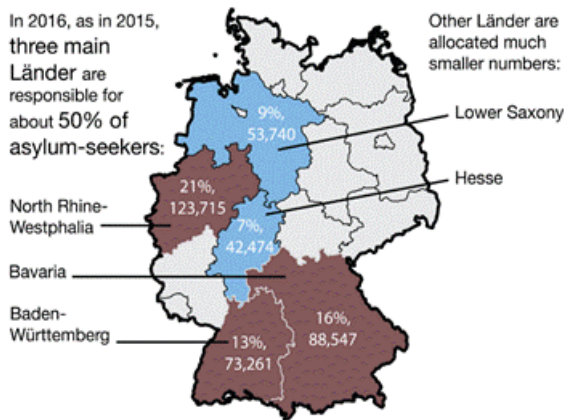 In 2016, as in 2015,
three main
Länder are
responsible for
about 50% of
asylum-seekers:
Other Länder are
allocated much
smaller numbers:
9%,
53,740
Lower Saxony
Hesse
21%,
123,715
7%,
42,474
North Rhine-
Westphalia
Bavaria
Baden-
Württemberg
16%,
88,547
13%,
73,261